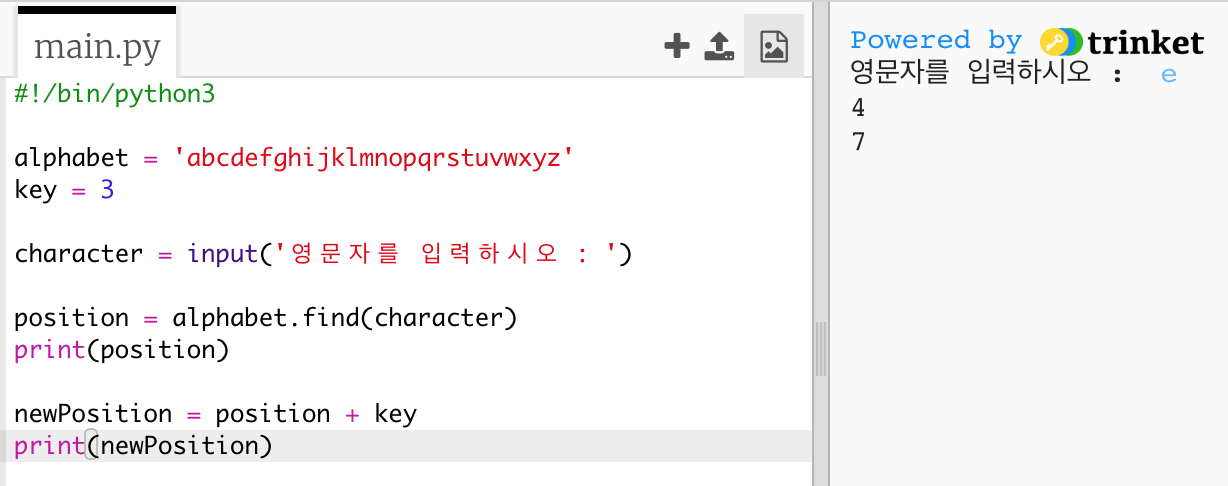 main.py
#!/bin/python3
alphabet = 'abcdefghijklmnopqrstuvwxyz'
key = 3
character = input('영문자를 입력하시오 : ')
position = alphabet.find(character)
print(position)
newPosition = position + key
print(newPosition)
Powered by trinket
영문자를 입력하시오 : e
4
7